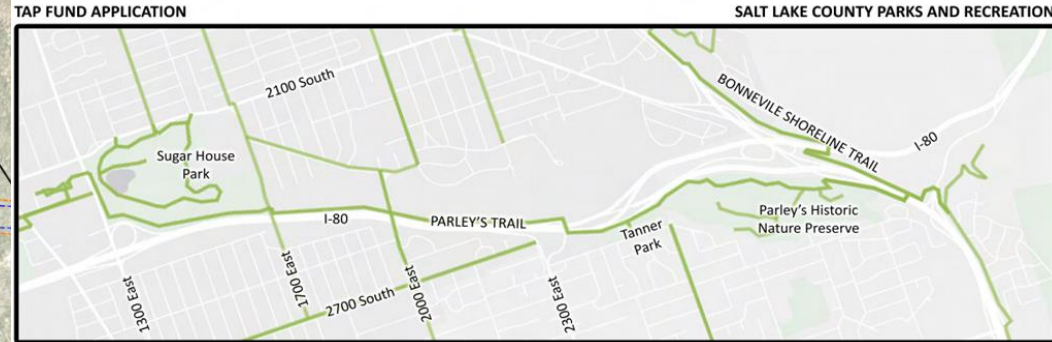 TAP FUND APPLICATION
SALT LAKE COUNTY PARKS AND RECREATION
2100 South
BONNEVILE SHORELINE TRAIL
I-80
Sugar House
Park
I-80
PARLEY'S TRAIL
Tanner
Park
Parley's Historic
Nature Preserve
1300 East
1700 East
2700 South
2000 East
2300 East